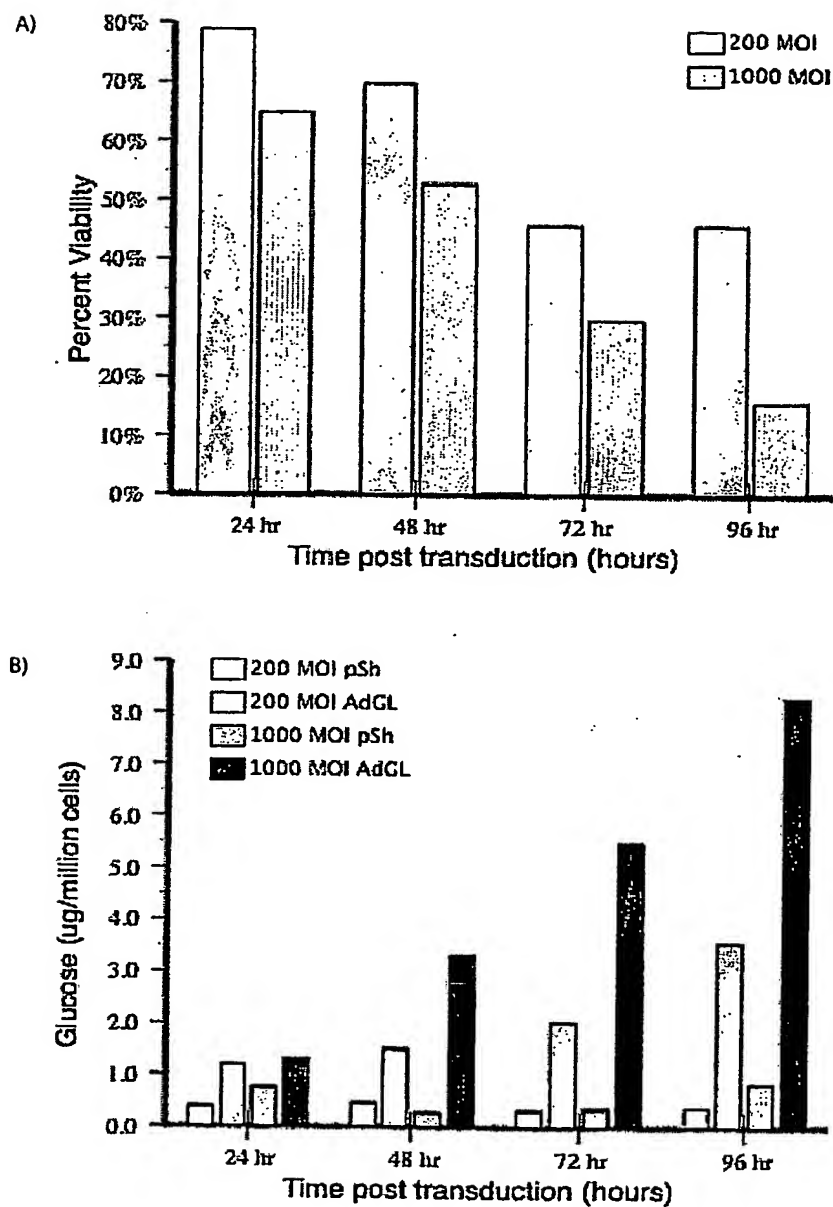 A)
80%
70%
60%
50%
40%
30%
20%
10%
0%
Percent Viability
200 MOI
1000 MOI
24 hr
48 hr
72 hr
96 hr
Time post transduction (hours)
B)
9.0
8.0
7.0
6.0
5.0
4.0
3.0
2.0
1.0
0.0
Glucose (ug/million cells)
200 MOI pSh
200 MOI AdGL
1000 MOI pSh
1000 MOI AdGL
24 hr
48 hr
72 hr
96 hr
Time post transduction (hours)